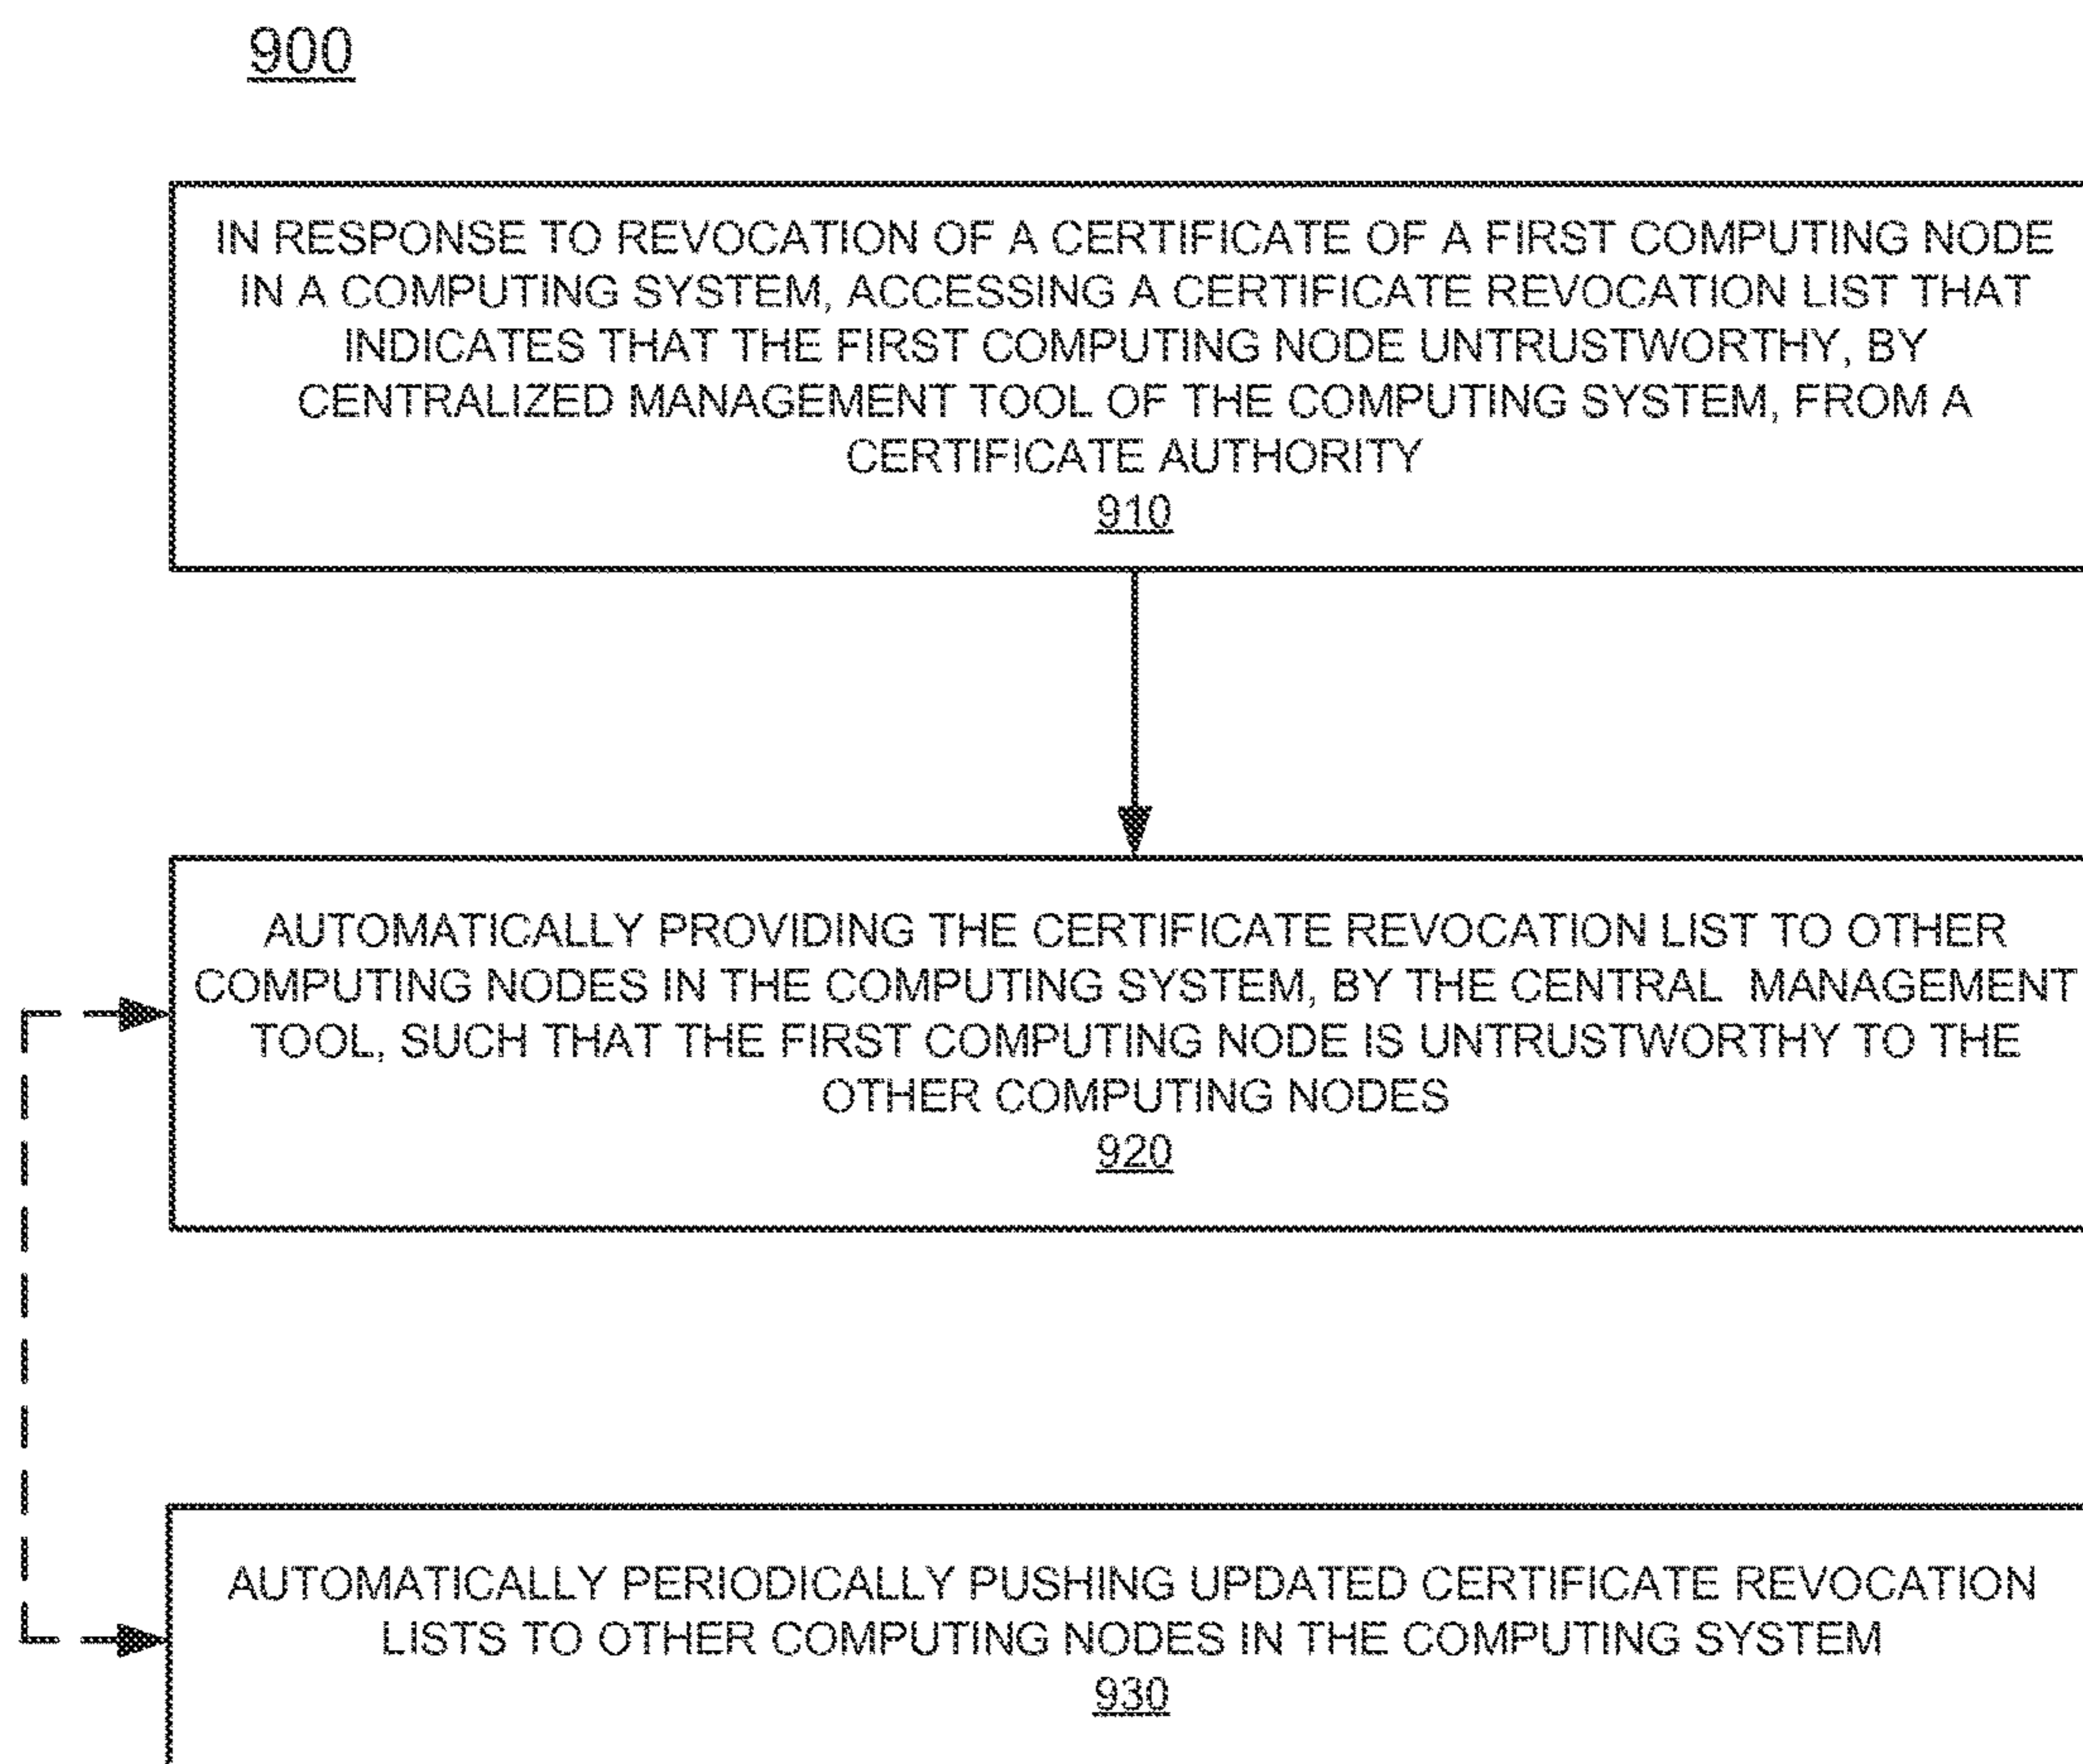 900
IN RESPONSE TO REVOCATION OF A CERTIFICATE OF A FIRST COMPUTING NODE
IN A COMPUTING SYSTEM, ACCESSING A CERTIFICATE REVOCATION LIST THAT
INDICATES THAT THE FIRST COMPUTING NODE UNTRUSTWORTHY, BY
CENTRALIZED MANAGEMENT TOOL OF THE COMPUTING SYSTEM, FROM A
CERTIFICATE AUTHORITY
910
AUTOMATICALLY PROVIDING THE CERTIFICATE REVOCATION LIST TO OTHER
COMPUTING NODES IN THE COMPUTING SYSTEM, BY THE CENTRAL MANAGEMENT
TOOL, SUCH THAT THE FIRST COMPUTING NODE IS UNTRUSTWORTHY TO THE
OTHER COMPUTING NODES
920
AUTOMATICALLY PERIODICALLY PUSHING UPDATED CERTIFICATE REVOCATION
LISTS TO OTHER COMPUTING NODES IN THE COMPUTING SYSTEM
930